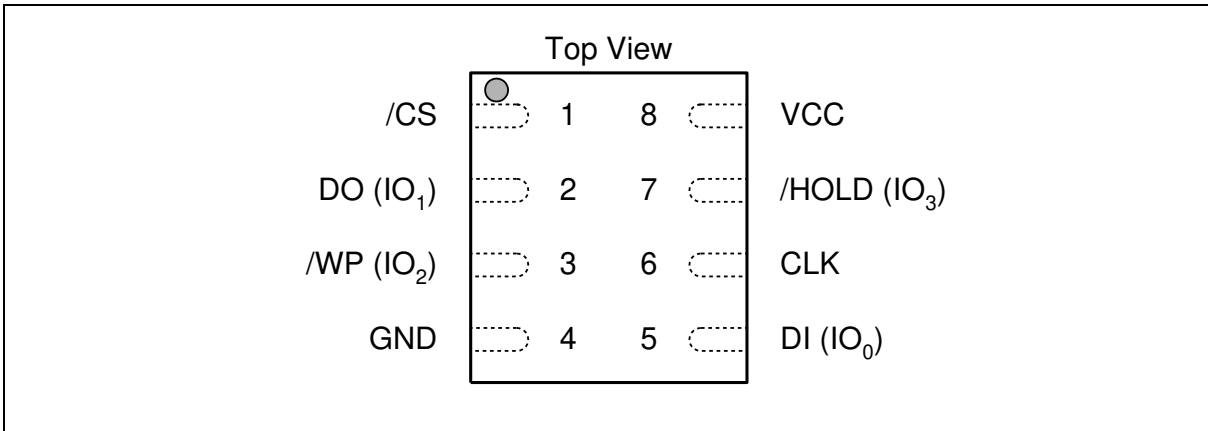 Top View
/CS 1 8 VCC
DO (IO₁) 2 7 /HOLD (IO₃)
/WP (IO₂) 3 6 CLK
GND 4 5 DI (IO₀)